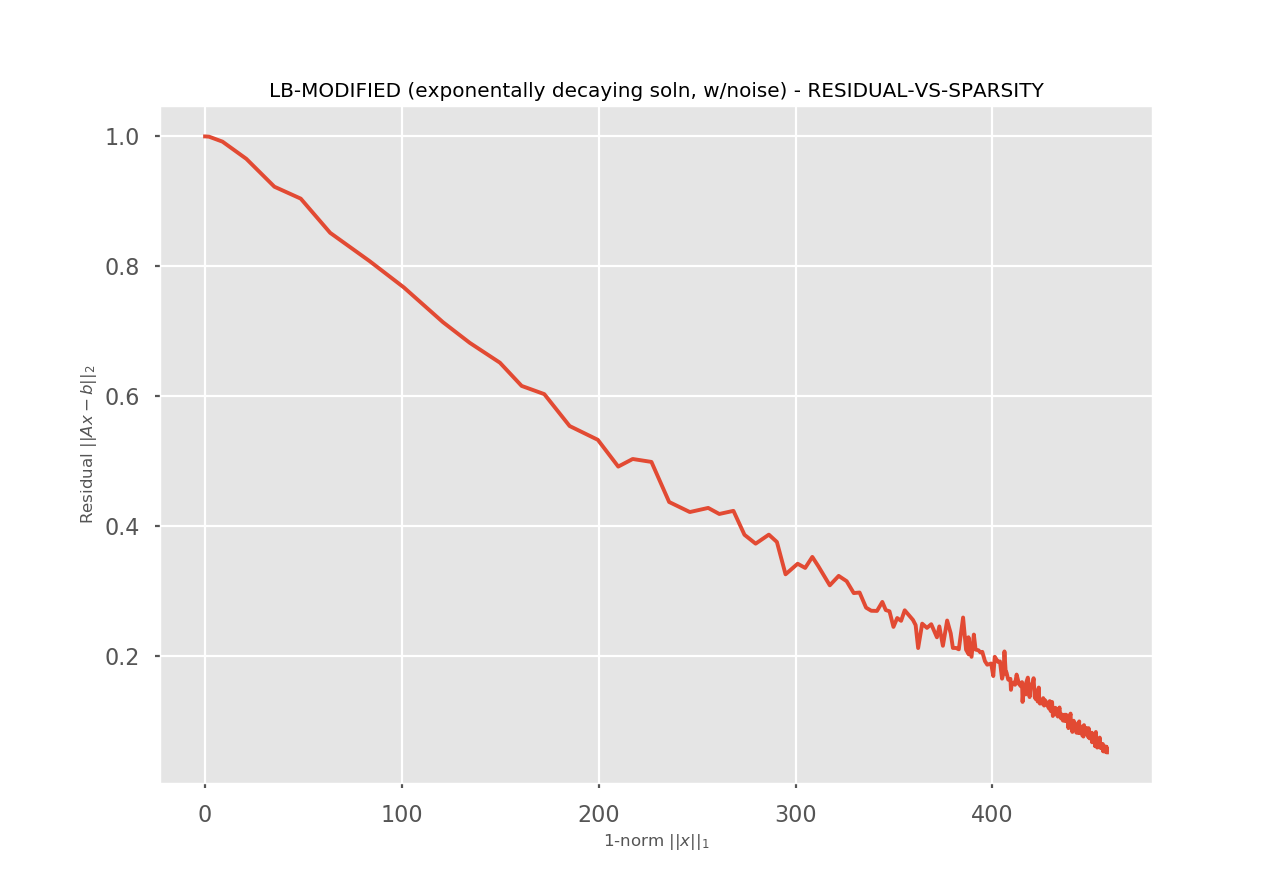 LB-MODIFIED (exponentially decaying soln, w/noise) - RESIDUAL-VS-SPARSITY
1.0
0.8
0.6
0.4
0.2
Residual ||Ax − b||₂
0 100 200 300 400
1-norm ||x||₁